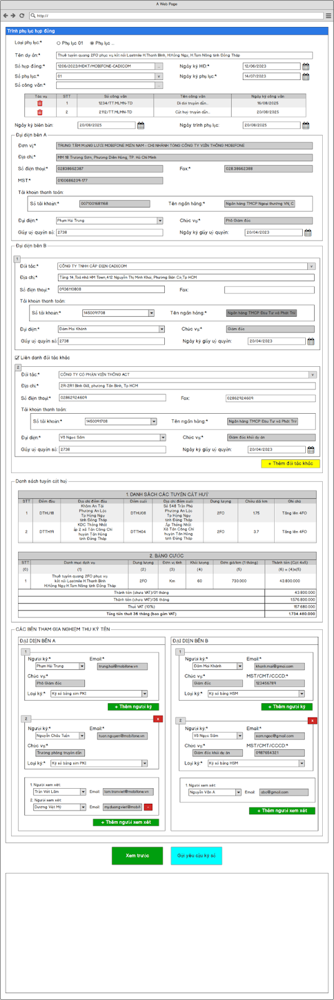 A Web Page
http://
Trình phụ lục hợp đồng
Loại phụ lục:* Phụ lục 01 Phụ lục ...
Tên dự án:* Thuê tuyến quang 2FO phục vụ kết nối Lastmile H.Thanh Bình, H.Hồng Ngự, H.Tam Nông tỉnh Đồng Tháp
Số hợp đồng:* 1206/2023/HDKT/MOBIFONE-CADICOM ... Ngày ký HĐ:* 12/06/2023
Số phụ lục:* 01 v Ngày ký phụ lục:* 14/07/2023
Số công văn:* ...
Tác vụ STT Số công văn Tên công văn Ngày ký công văn
1 1234/TT.MLMN-TD Di dời truyền dẫn... 16/08/2025
2 2112/TT.MLMN-TD Cắt huỷ truyền dẫn... 20/08/2025
Ngày ký biên bản: 20/08/2025 Ngày trình phụ lục: 20/08/2025
Đại diện bên A
Đơn vị:* TRUNG TÂM MẠNG LƯỚI MOBIFONE MIỀN NAM - CHI NHÁNH TỔNG CÔNG TY VIỄN THÔNG MOBIFONE
Địa chỉ:* MM 18 Trường Sơn, Phường Diên Hồng, TP. Hồ Chí Minh
Số điện thoại:* 02838662387 Fax:* 028.38662388
MST:* 0100686209-177
Tài khoản thanh toán:
Số tài khoản:* 0071001681168 Tên ngân hàng:* Ngân hàng TMCP Ngoại thương VN, C
Đại diện:* Phạm Hải Trung Chức vụ:* Phó Giám đốc
Giấy uỷ quyền số: 2738 Ngày ký giấy uỷ quyền: 20/04/2023
Đại diện bên B
1
Đối tác:* CÔNG TY TNHH CÁP ĐIỆN CADICOM v
Địa chỉ:* Tầng 14,Toà nhà HM Town,412 Nguyễn Thị Minh Khai, Phường Bàn Cờ,Tp HCM
Số điện thoại:* 0936110808 Fax:
Tài khoản thanh toán:
Số tài khoản:* 1450091708 Tên ngân hàng:* Ngân hàng TMCP Đầu Tư và Phát Triể
Đại diện:* Đàm Mai Khánh Chức vụ:* Giám đốc
Giấy uỷ quyền số: 2738 Ngày ký giấy uỷ quyền: 20/04/2023
Liên danh đối tác khác
2
Đối tác:* CÔNG TY CỔ PHẦN VIỄN THÔNG ACT v
Địa chỉ:* 2R-2R1 Bình Giã, phường Tân Bình, Tp HCM
Số điện thoại:* 02862924609 Fax: 02862924609
Tài khoản thanh toán:
Số tài khoản:* 1450091708 Tên ngân hàng:* Ngân hàng TMCP Đầu Tư và Phát Triể
Đại diện:* Võ Ngọc Sâm Chức vụ:* Giám đốc khối dự án
Giấy uỷ quyền số: 2738 Ngày ký giấy uỷ quyền: 20/04/2023
+ Thêm đối tác khác
Danh sách tuyến cắt huỷ
1. DANH SÁCH CÁC TUYẾN CẮT HUỶ
STT Điểm đầu Địa chỉ điểm đầu Điểm cuối Địa chỉ điểm cuối Dung lượng Chiều dài km Ghi chú
1 DTHU18 Khóm An Tài Phường An Lộc Tp Hồng Ngự tỉnh Đồng Tháp DTHU08 Số 548 Trần Phú Phường An Lộc Tp Hồng Ngự tỉnh Đồng Tháp 2FO 1.75 Tăng lên 4FO
2 DTTH19 KDC Thống Nhất ấp 2 xã Tân Công Chí huyện Tân Hồng tỉnh Đồng Tháp DTTH04 Ấp Thống Nhất Xã Tân Công Chí huyện Tân Hồng tỉnh Đồng Tháp 2FO 3.7 Tăng lên 4FO
2. BẢNG CƯỚC
STT Danh mục dịch vụ Dung lượng Đơn vị tính Khối lượng Đơn giá/km (1 tháng) Thành tiền (Cột 4x5)
(0) (1) (2) (3) (4) (5) (6) = (4)x(5)
1 Thuê tuyến quang 2FO phục vụ kết nối Lastmile H.Thanh Bình H.Hồng Ngự H.Tam Nông tỉnh Đồng Tháp 2FO Km 60 730.000 43.800.000
Thành tiền (chưa VAT)/01 tháng 43.800.000
Thành tiền (chưa VAT)/36 tháng 1.576.800.000
Thuế VAT (10%) 157.680.000
Tổng tiền thuê 36 tháng (bao gồm VAT) 1.734.480.000
CÁC BÊN THAM GIA NGHIỆM THU KÝ TÊN
ĐẠI DIỆN BÊN A
1
Người ký:* Email:*
Phạm Hải Trung trung.hai@mobifone.vn
Chức vụ:*
Phó Giám đốc
Loại ký:* Ký số bằng sim PKI
+ Thêm người ký
2 x
Người ký:* Email:*
Nguyễn Châu Tuấn tuan.nguyen@mobifone.vn
Chức vụ:*
Trưởng phòng truyền dẫn
Loại ký:* Ký số bằng sim PKI
1. Người xem xét:
Trần Viết Lãm Email: lam.tranviet@mobifone.vn
2. Người xem xét:
Dương Việt Mỹ Email: my.duongviet@mobif -
+ Thêm người xem xét
ĐẠI DIỆN BÊN B
1
Người ký:* Email:*
Đàm Mai Khánh khanh.mai@gmai.com
Chức vụ:* MST/CMT/CCCD:*
Giám đốc 123456789
Loại ký:* Ký số bằng HSM
+ Thêm người ký
2 x
Người ký:* Email:*
Võ Ngọc Sâm sam.ngoc@gmail.com
Chức vụ:* MST/CMT/CCCD:*
Giám đốc khối dự án 0987654321
Loại ký:* Ký số bằng HSM
1. Người xem xét:
Nguyễn Văn A Email: abc@gmail.com
+ Thêm người xem xét
Xem trước
Gửi yêu cầu ký số